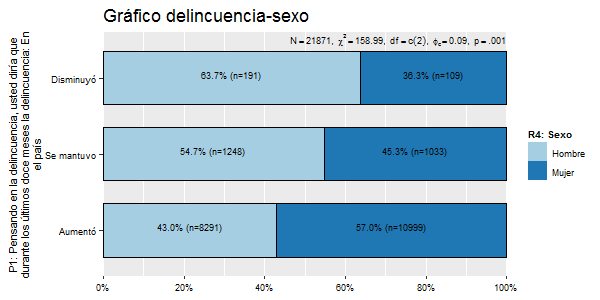 Gráfico delincuencia-sexo
N = 21871, χ² = 158.99, df = c(2), ϕc = 0.09, p = .001
P1: Pensando en la delincuencia, usted diría que
durante los últimos doce meses la delincuencia: En
el país
Disminuyó
63.7% (n=191)
36.3% (n=109)
Se mantuvo
54.7% (n=1248)
45.3% (n=1033)
Aumentó
43.0% (n=8291)
57.0% (n=10999)
0%
20%
40%
60%
80%
100%
R4: Sexo
Hombre
Mujer